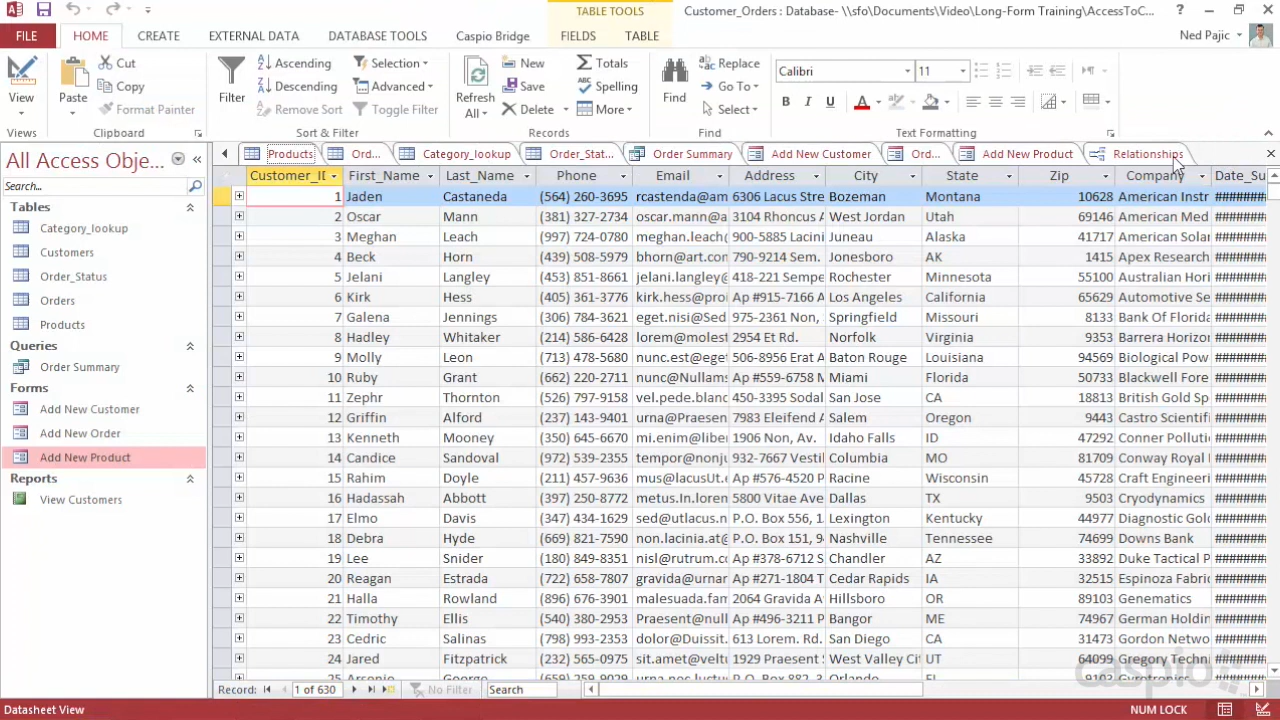 TABLE TOOLS
Customer_Orders : Database- \\sfo\Documents\Video\Long-Form Training\AccessToC...
FILE HOME CREATE EXTERNAL DATA DATABASE TOOLS Caspio Bridge FIELDS TABLE Ned Pajic
View
Views
Paste
Cut
Copy
Format Painter
Clipboard
Filter
Ascending
Descending
Remove Sort
Selection
Advanced
Toggle Filter
Sort & Filter
Refresh
All
New
Save
Delete
Totals
Spelling
More
Records
Find
Replace
Go To
Select
Find
Calibri 11
B I U A
Text Formatting
All Access Obje...
Search...
Tables
Category_lookup
Customers
Order_Status
Orders
Products
Queries
Order Summary
Forms
Add New Customer
Add New Order
Add New Product
Reports
View Customers
Products Ord... Category_lookup Order_Stat... Order Summary Add New Customer Ord... Add New Product Relationships
Customer_ID First_Name Last_Name Phone Email Address City State Zip Company Date_Su
1 Jaden Castaneda (564) 260-3695 rcastenda@am 6306 Lacus Stre Bozeman Montana 10628 American Instr ########
2 Oscar Mann (381) 327-2734 oscar.mann@a 3104 Rhoncus A West Jordan Utah 69146 American Med ########
3 Meghan Leach (997) 724-0780 meghan.leach@ 900-5885 Lacini Juneau Alaska 41717 American Solar ########
4 Beck Horn (439) 508-5979 bhorn@art.com 790-9214 Sem. Jonesboro AR 1415 Apex Research ########
5 Jelani Langley (453) 851-8661 jelani.langley@ 418-221 Sempe Rochester Minnesota 55100 Australian Hori ########
6 Kirk Hess (405) 361-3776 kirk.hess@proi Ap #915-7166 A Los Angeles California 65629 Automotive Se ########
7 Galena Jennings (306) 784-3621 eget.nisi@Sed. 975-2361 Non, Springfield Missouri 8133 Bank Of Florida ########
8 Hadley Whitaker (214) 586-6428 lorem@molest 2954 Et Rd. Norfolk Virginia 9353 Barrera Horizon ########
9 Molly Leon (713) 478-5680 nunc.est@eget 506-8956 Erat A Baton Rouge Louisiana 94569 Biological Pow ########
10 Ruby Grant (662) 220-2711 nunc@Nullams Ap #559-6758 M Miami Florida 50733 Blackwell Fore ########
11 Zephr Thornton (526) 797-9158 vel.pede.blanc 450-3395 Sodal San Jose CA 18813 British Gold Sp ########
12 Griffin Alford (237) 143-9401 urna@Praesen 7983 Eleifend A Salem Oregon 9443 Castro Scientif ########
13 Kenneth Mooney (350) 645-6670 mi.enim@liber 1906 Non, Av. Idaho Falls ID 47292 Conner Pollutio ########
14 Candice Sandoval (972) 539-2355 tempor@nonju 932-7667 Vestil Columbia MO 81709 Conway Royal I ########
15 Rahim Doyle (211) 457-9636 mus@lacusUt.e Ap #576-4520 P Racine Wisconsin 45728 Craft Engineeri ########
16 Hadassah Abbott (397) 250-8772 metus.In.lorem 5800 Vitae Ave Dallas TX 9503 Cryodynamics ########
17 Elmo Davis (347) 434-1629 sed@utlacus.n P.O. Box 556, 1 Lexington Kentucky 44977 Diagnostic Gold ########
18 Debra Hyde (669) 821-7590 non.lacinia.at@ P.O. Box 151, 9 Nashville Tennessee 74699 Downs Bank ########
19 Lee Snider (180) 849-8351 nisl@rutrum.c Ap #378-6712 S Chandler AZ 33892 Duke Tactical P ########
20 Reagan Estrada (722) 658-7807 gravida@urnar Ap #271-1804 T Cedar Rapids IA 32515 Espinoza Fabric ########
21 Halla Rowland (896) 676-3901 malesuada.fam 2064 Gravida A Hillsboro OR 89103 Genematics ########
22 Timothy Ellis (540) 380-2953 Praesent@null Ap #496-3211 P Bangor ME 74967 German Holdin ########
23 Cedric Salinas (798) 993-2353 dolor@Duissit. 613 Lorem. Rd. San Diego CA 31473 Gordon Netwo ########
24 Jared Fitzpatrick (232) 565-0975 sit.amet@veltu 1929 Praesent S West Valley Cit UT 64099 Gregory Techni ########
caspio
Record: 1 of 630 No Filter Search
Datasheet View NUM LOCK